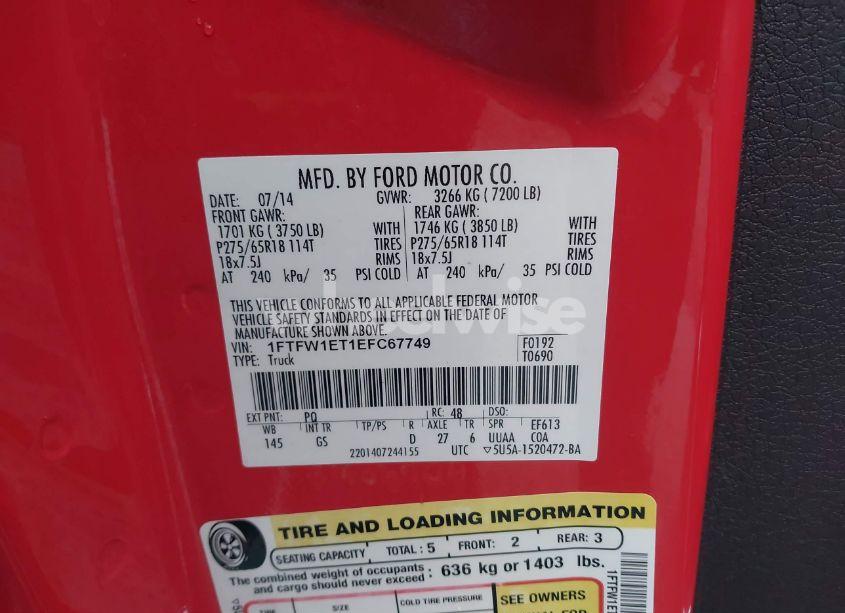 MFD. BY FORD MOTOR CO.
DATE: 07/14 GVWR: 3266 KG ( 7200 LB)
FRONT GAWR: REAR GAWR:
1701 KG ( 3750 LB) WITH 1746 KG ( 3850 LB) WITH
P275/65R18 114T TIRES P275/65R18 114T TIRES
18x7.5J RIMS 18x7.5J RIMS
AT 240 kPa/ 35 PSI COLD AT 240 kPa/ 35 PSI COLD
THIS VEHICLE CONFORMS TO ALL APPLICABLE FEDERAL MOTOR
VEHICLE SAFETY STANDARDS IN EFFECT ON THE DATE OF
MANUFACTURE SHOWN ABOVE.
VIN: 1FTFW1ET1EFC67749 F0192
TYPE: Truck T0690
EXT PNT: PQ RC: 48 DSO:
WB INT TR TP/PS R AXLE TR SPR EF613
145 GS D 27 6 UUAA COA
2201407244155 UTC ▽5U5A-1520472-BA
TIRE AND LOADING INFORMATION
SEATING CAPACITY TOTAL: 5 FRONT: 2 REAR: 3
The combined weight of occupants
and cargo should never exceed: 636 kg or 1403 lbs.
SIZE COLD TIRE PRESSURE SEE OWNERS